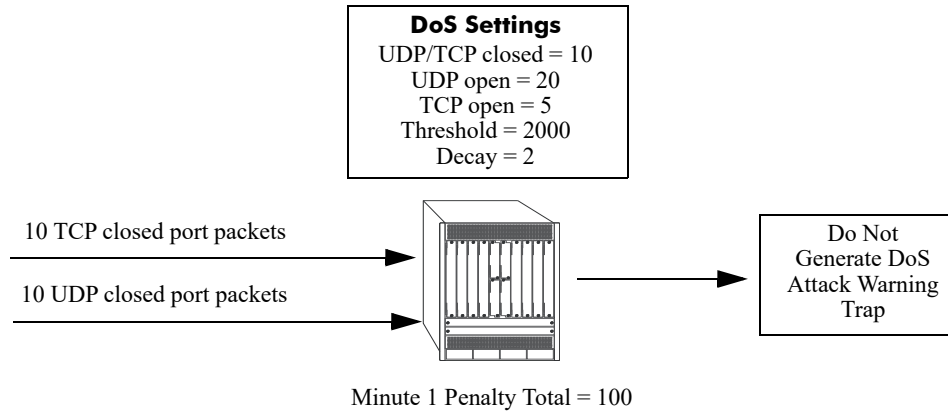 DoS Settings
UDP/TCP closed = 10
UDP open = 20
TCP open = 5
Threshold = 2000
Decay = 2
10 TCP closed port packets
10 UDP closed port packets
Do Not
Generate DoS
Attack Warning
Trap
Minute 1 Penalty Total = 100